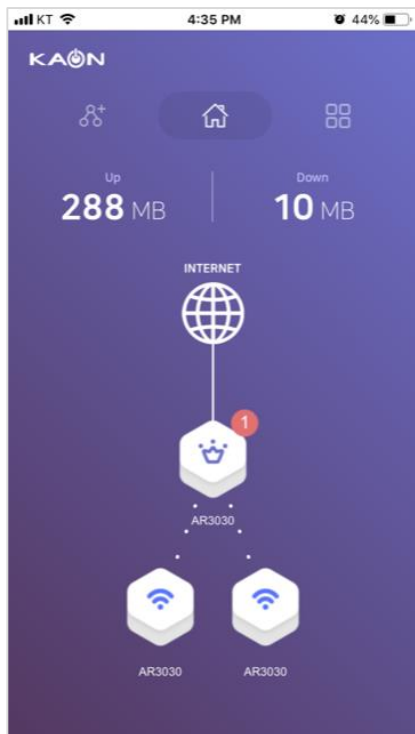 KT 4:35 PM 44%
KAON
Up Down
288 MB 10 MB
INTERNET
1
AR3030
AR3030 AR3030